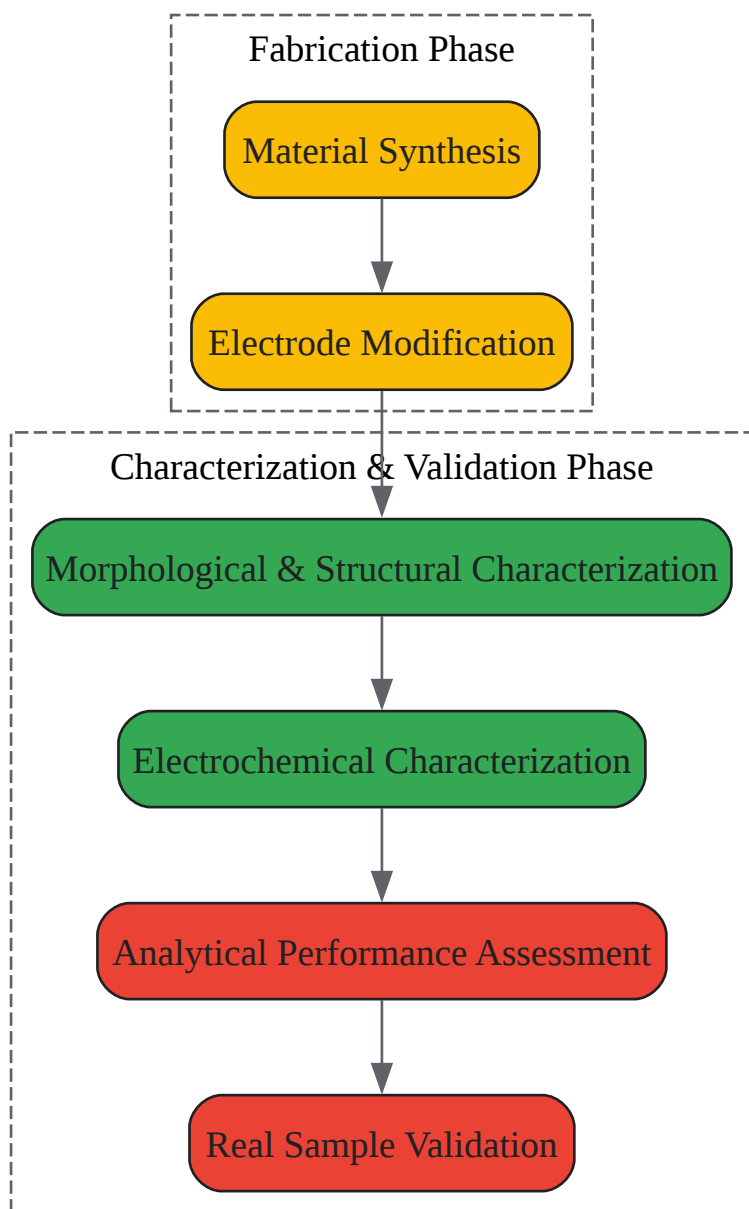 Fabrication Phase
Material Synthesis
Electrode Modification
Characterization & Validation Phase
Morphological & Structural Characterization
Electrochemical Characterization
Analytical Performance Assessment
Real Sample Validation